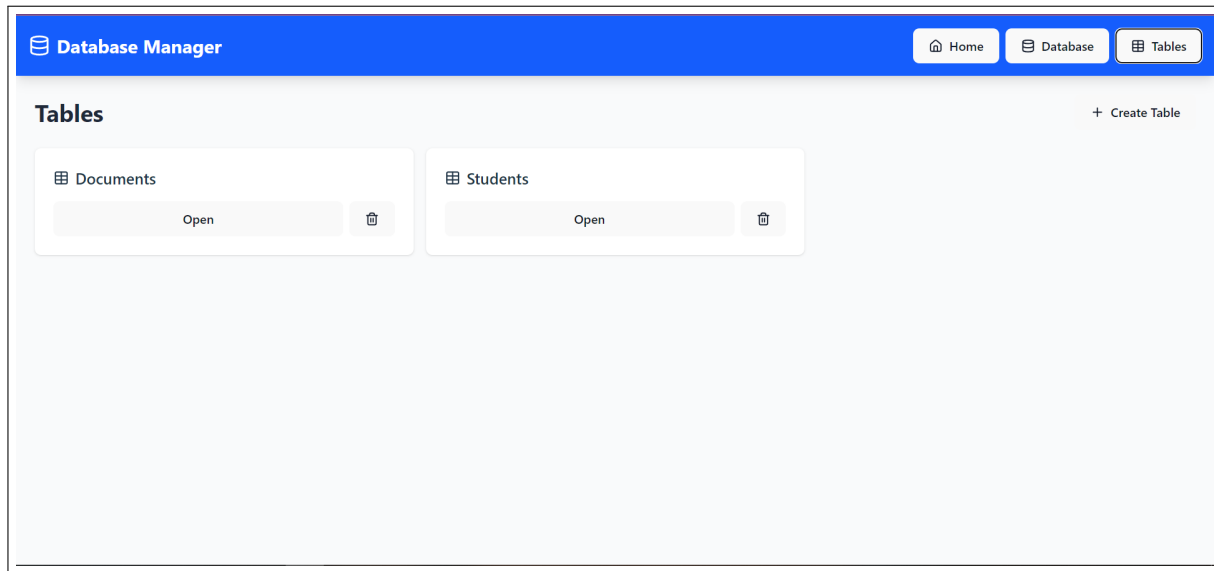 Database Manager
Home Database Tables
Tables
+ Create Table
Documents
Students
Open
Open